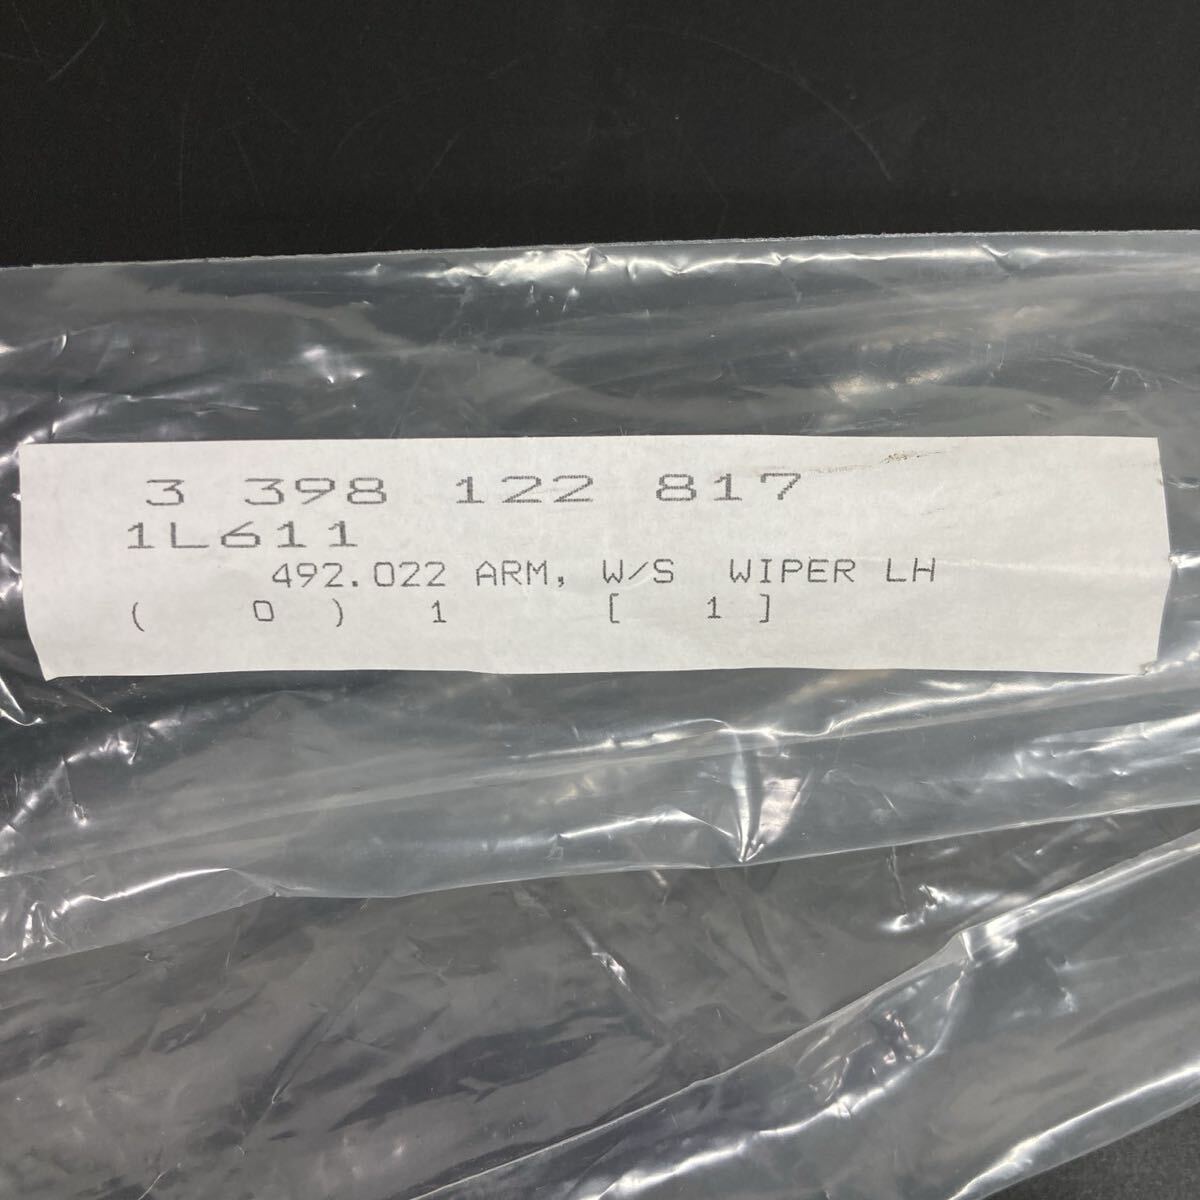 3 398 122 817
1L611
492.022 ARM, W/S WIPER LH
( 0 ) 1 [ 1 ]